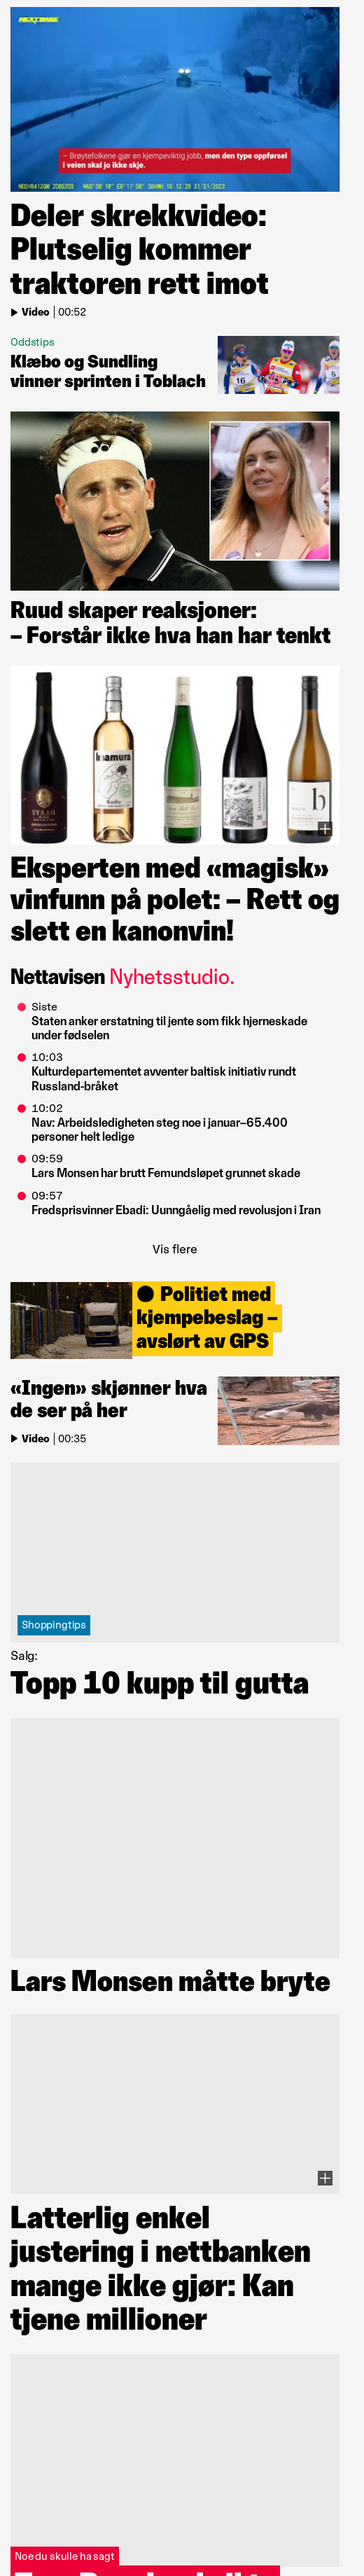 NEXTBASE
– Brøytefolkene gjør en kjempeviktig jobb, men den type oppførsel
i veien skal jo ikke skje.
Deler skrekkvideo:
Plutselig kommer
traktoren rett imot
Video | 00:52
Oddstips
Klæbo og Sundling
vinner sprinten i Toblach
16
5
Ruud skaper reaksjoner:
– Forstår ikke hva han har tenkt
SYRAH
Imamura
h
Eksperten med «magisk»
vinfunn på polet: – Rett og
slett en kanonvin!
Nettavisen Nyhetsstudio.
Siste
Staten anker erstatning til jente som fikk hjerneskade
under fødselen
10:03
Kulturdepartementet avventer baltisk initiativ rundt
Russland-bråket
10:02
Nav: Arbeidsledigheten steg noe i januar–65.400
personer helt ledige
09:59
Lars Monsen har brutt Femundsløpet grunnet skade
09:57
Fredsprisvinner Ebadi: Uunngåelig med revolusjon i Iran
Vis flere
● Politiet med
kjempebeslag –
avslørt av GPS
«Ingen» skjønner hva
de ser på her
Video | 00:35
Shoppingtips
Salg:
Topp 10 kupp til gutta
Lars Monsen måtte bryte
Latterlig enkel
justering i nettbanken
mange ikke gjør: Kan
tjene millioner
Noe du skulle ha sagt